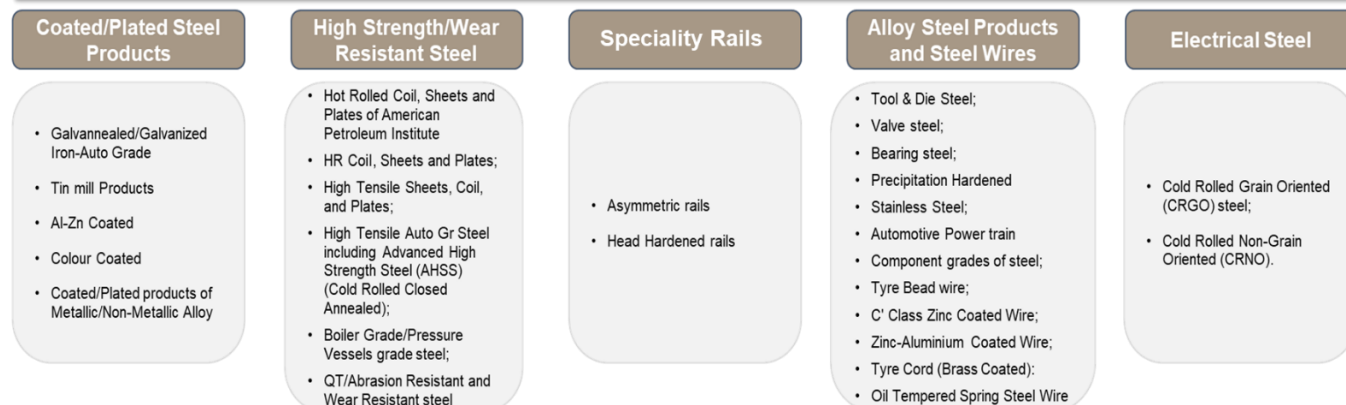 Coated/Plated Steel
Products
Galvannealed/Galvanized
Iron-Auto Grade
Tin mill Products
Al-Zn Coated
Colour Coated
Coated/Plated products of
Metallic/Non-Metallic Alloy
High Strength/Wear
Resistant Steel
Hot Rolled Coil, Sheets and
Plates of American
Petroleum Institute
HR Coil, Sheets and Plates;
High Tensile Sheets, Coil,
and Plates;
High Tensile Auto Gr Steel
including Advanced High
Strength Steel (AHSS)
(Cold Rolled Closed
Annealed);
Boiler Grade/Pressure
Vessels grade steel;
QT/Abrasion Resistant and
Wear Resistant steel
Speciality Rails
Asymmetric rails
Head Hardened rails
Alloy Steel Products
and Steel Wires
Tool & Die Steel;
Valve steel;
Bearing steel;
Precipitation Hardened
Stainless Steel;
Automotive Power train
Component grades of steel;
Tyre Bead wire;
C' Class Zinc Coated Wire;
Zinc-Aluminium Coated Wire;
Tyre Cord (Brass Coated):
Oil Tempered Spring Steel Wire
Electrical Steel
Cold Rolled Grain Oriented
(CRGO) steel;
Cold Rolled Non-Grain
Oriented (CRNO).